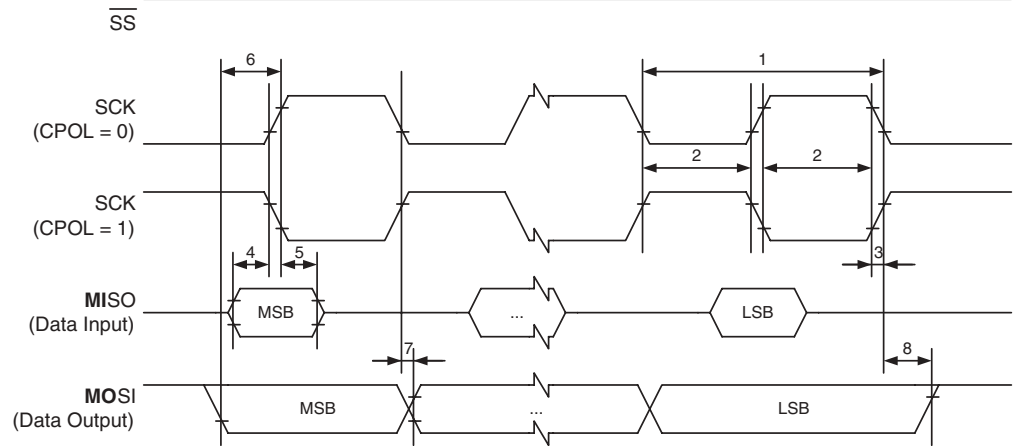 SS
6
1
SCK
(CPOL = 0)
2
2
SCK
(CPOL = 1)
4
5
3
MISO
(Data Input)
MSB
...
LSB
7
8
MOSI
(Data Output)
MSB
...
LSB